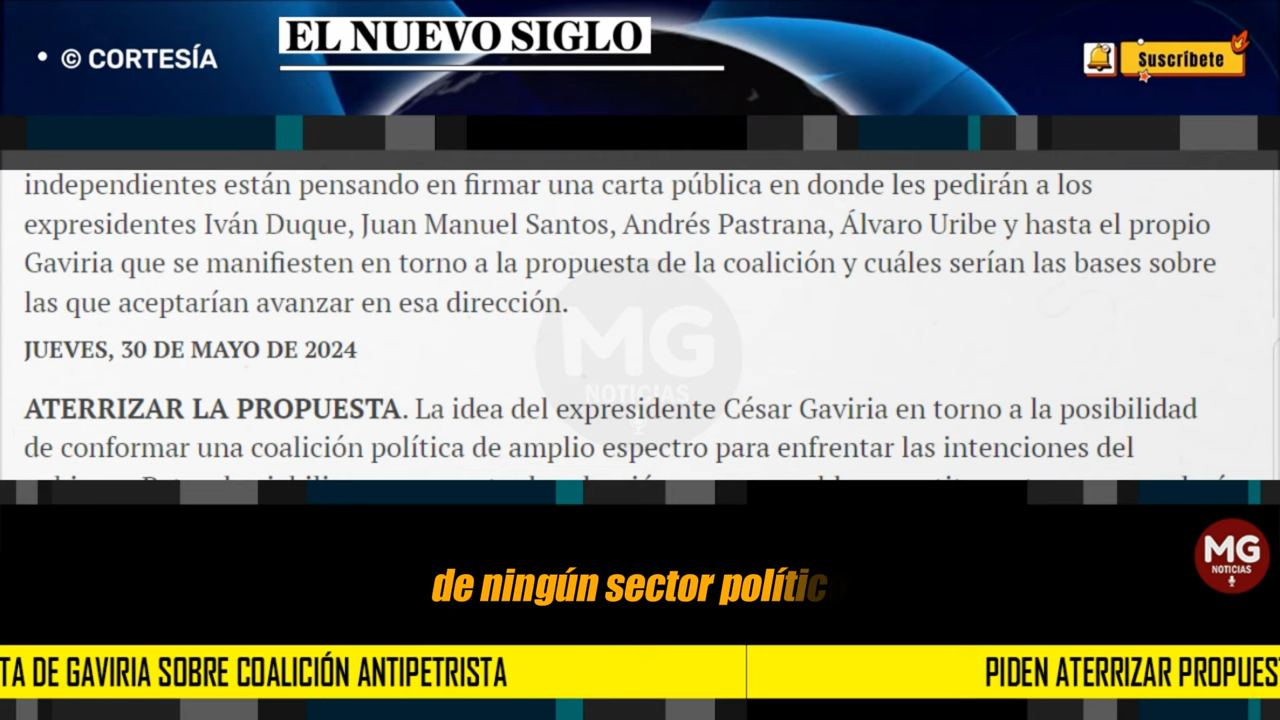 • © CORTESÍA
EL NUEVO SIGLO
Suscríbete
independientes están pensando en firmar una carta pública en donde les pedirán a los
expresidentes Iván Duque, Juan Manuel Santos, Andrés Pastrana, Álvaro Uribe y hasta el propio
Gaviria que se manifiesten en torno a la propuesta de la coalición y cuáles serían las bases sobre
las que aceptarían avanzar en esa dirección.
JUEVES, 30 DE MAYO DE 2024
MG
NOTICIAS
ATERRIZAR LA PROPUESTA. La idea del expresidente César Gaviria en torno a la posibilidad
de conformar una coalición política de amplio espectro para enfrentar las intenciones del
MG
NOTICIAS
de ningún sector político
TA DE GAVIRIA SOBRE COALICIÓN ANTIPETRISTA
PIDEN ATERRIZAR PROPUES